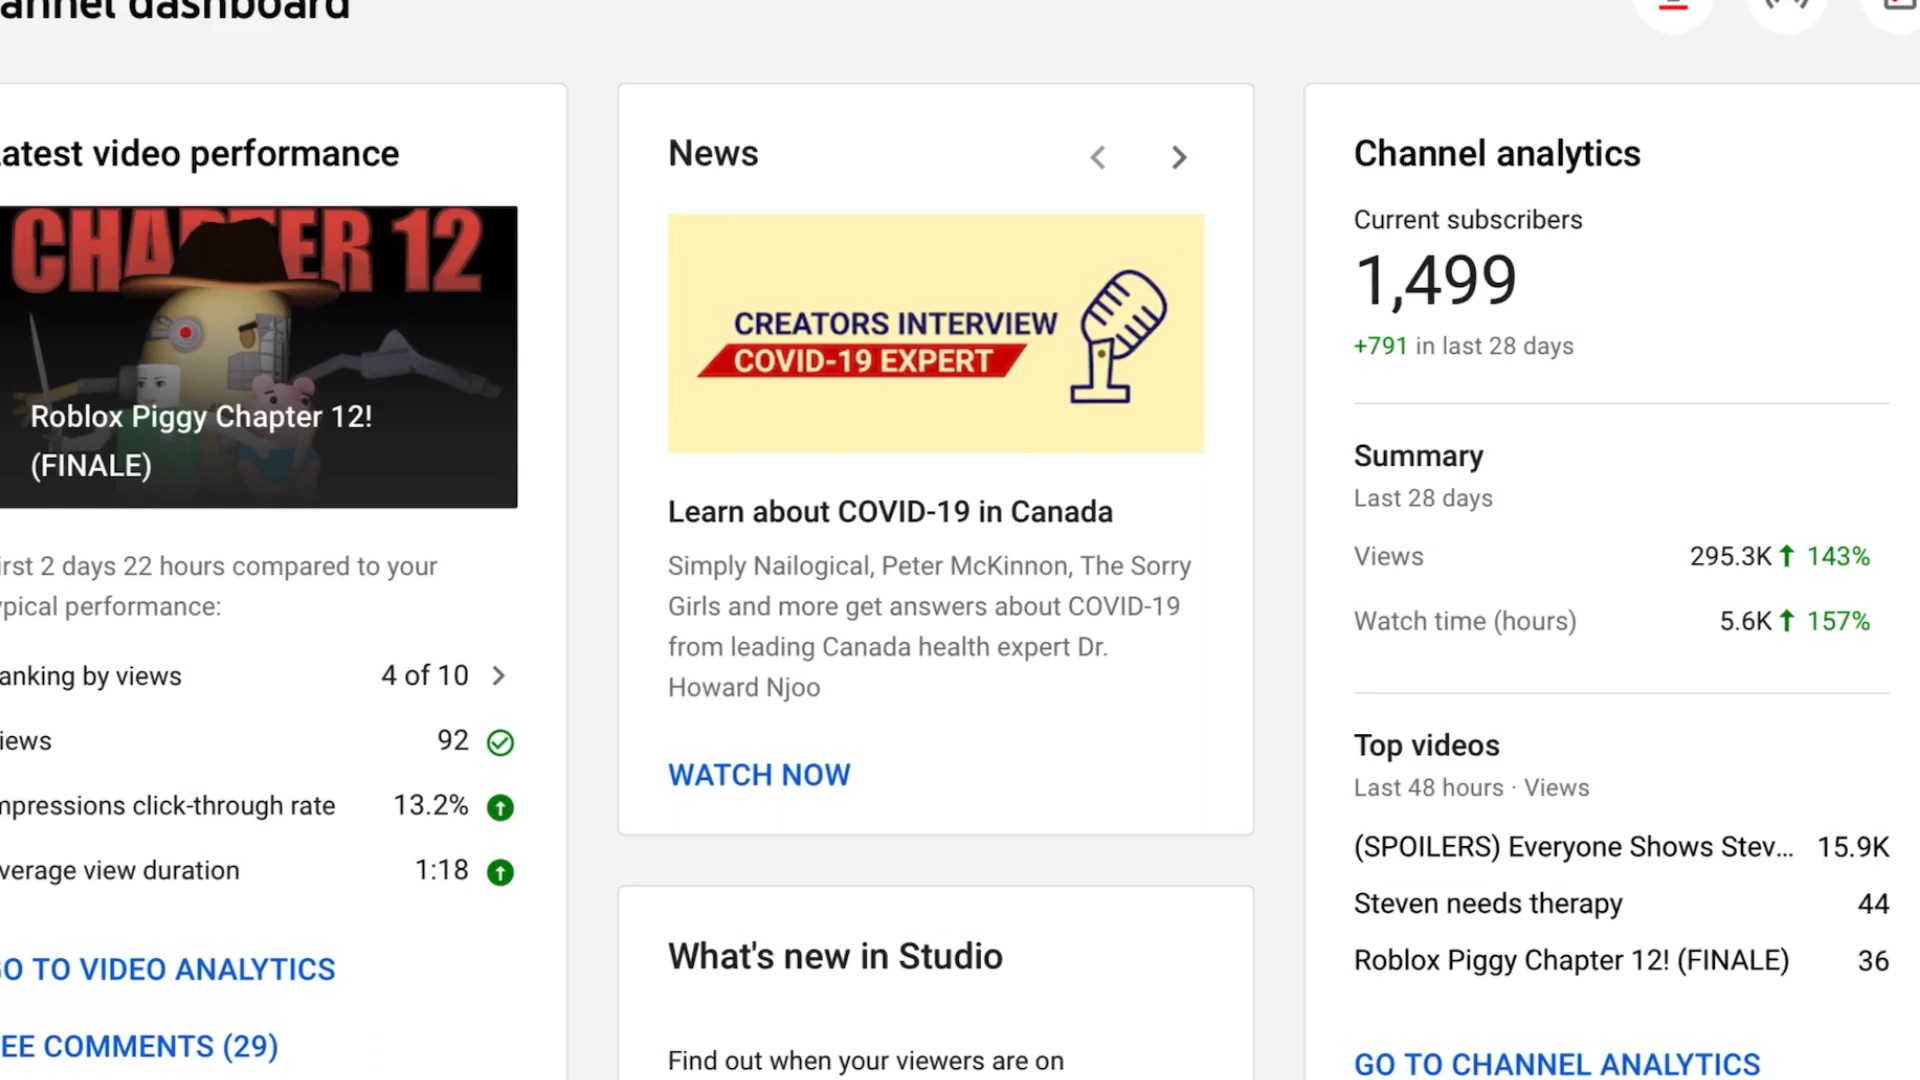 annel dashboard
atest video performance
CHAPTER 12
Roblox Piggy Chapter 12!
(FINALE)
irst 2 days 22 hours compared to your
ypical performance:
anking by views 4 of 10
iews 92
mpressions click-through rate 13.2%
verage view duration 1:18
GO TO VIDEO ANALYTICS
EE COMMENTS (29)
News
CREATORS INTERVIEW
COVID-19 EXPERT
Learn about COVID-19 in Canada
Simply Nailogical, Peter McKinnon, The Sorry
Girls and more get answers about COVID-19
from leading Canada health expert Dr.
Howard Njoo
WATCH NOW
What's new in Studio
Find out when your viewers are on
Channel analytics
Current subscribers
1,499
+791 in last 28 days
Summary
Last 28 days
Views 295.3K 143%
Watch time (hours) 5.6K 157%
Top videos
Last 48 hours · Views
(SPOILERS) Everyone Shows Stev... 15.9K
Steven needs therapy 44
Roblox Piggy Chapter 12! (FINALE) 36
GO TO CHANNEL ANALYTICS